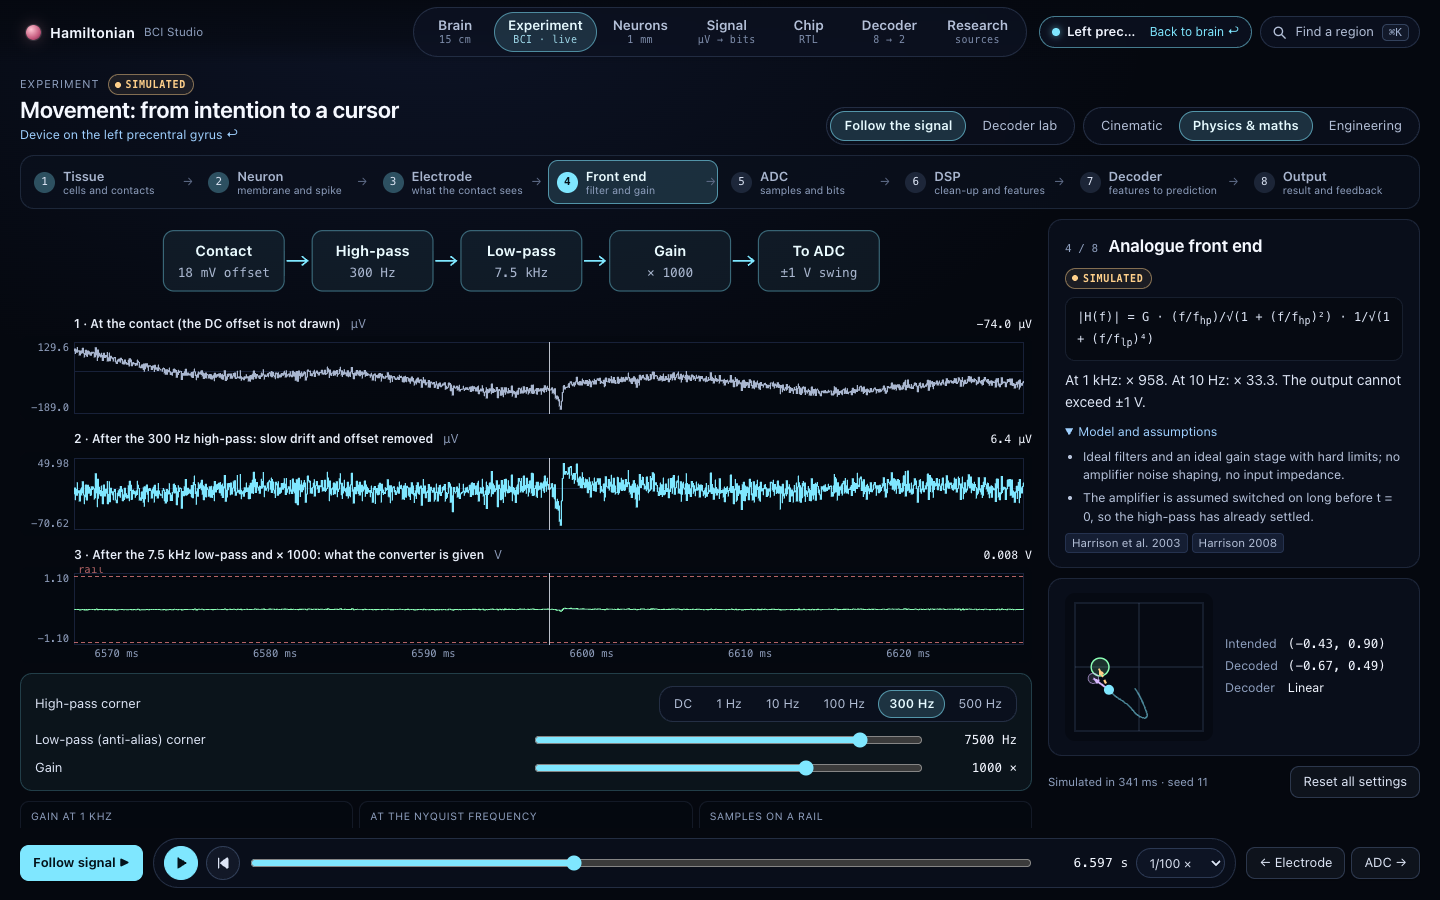 Hamiltonian BCI Studio
Brain
15 cm
Experiment
BCI · live
Neurons
1 mm
Signal
µV → bits
Chip
RTL
Decoder
8 → 2
Research
sources
Left prec... Back to brain ↩
Find a region ⌘K
EXPERIMENT SIMULATED
Movement: from intention to a cursor
Device on the left precentral gyrus ↩
Follow the signal Decoder lab
Cinematic Physics & maths Engineering
1 Tissue
cells and contacts →
2 Neuron
membrane and spike →
3 Electrode
what the contact sees →
4 Front end
filter and gain →
5 ADC
samples and bits →
6 DSP
clean-up and features →
7 Decoder
features to prediction →
8 Output
result and feedback
Contact
18 mV offset
High-pass
300 Hz
Low-pass
7.5 kHz
Gain
× 1000
To ADC
±1 V swing
1 · At the contact (the DC offset is not drawn) µV −74.0 µV
129.6
−189.0
2 · After the 300 Hz high-pass: slow drift and offset removed µV 6.4 µV
49.98
−70.62
3 · After the 7.5 kHz low-pass and × 1000: what the converter is given V 0.008 V
rail
1.10
−1.10
6570 ms 6580 ms 6590 ms 6600 ms 6610 ms 6620 ms
High-pass corner DC 1 Hz 10 Hz 100 Hz 300 Hz 500 Hz
Low-pass (anti-alias) corner 7500 Hz
Gain 1000 ×
GAIN AT 1 KHZ AT THE NYQUIST FREQUENCY SAMPLES ON A RAIL
4 / 8 Analogue front end
SIMULATED
|H(f)| = G · (f/fhp)/√(1 + (f/fhp)²) · 1/√(1
+ (f/flp)⁴)
At 1 kHz: × 958. At 10 Hz: × 33.3. The output cannot
exceed ±1 V.
▼ Model and assumptions
• Ideal filters and an ideal gain stage with hard limits; no
amplifier noise shaping, no input impedance.
• The amplifier is assumed switched on long before t =
0, so the high-pass has already settled.
Harrison et al. 2003 Harrison 2008
Intended (−0.43, 0.90)
Decoded (−0.67, 0.49)
Decoder Linear
Simulated in 341 ms · seed 11 Reset all settings
Follow signal ▶ 6.597 s 1/100 × ← Electrode ADC →